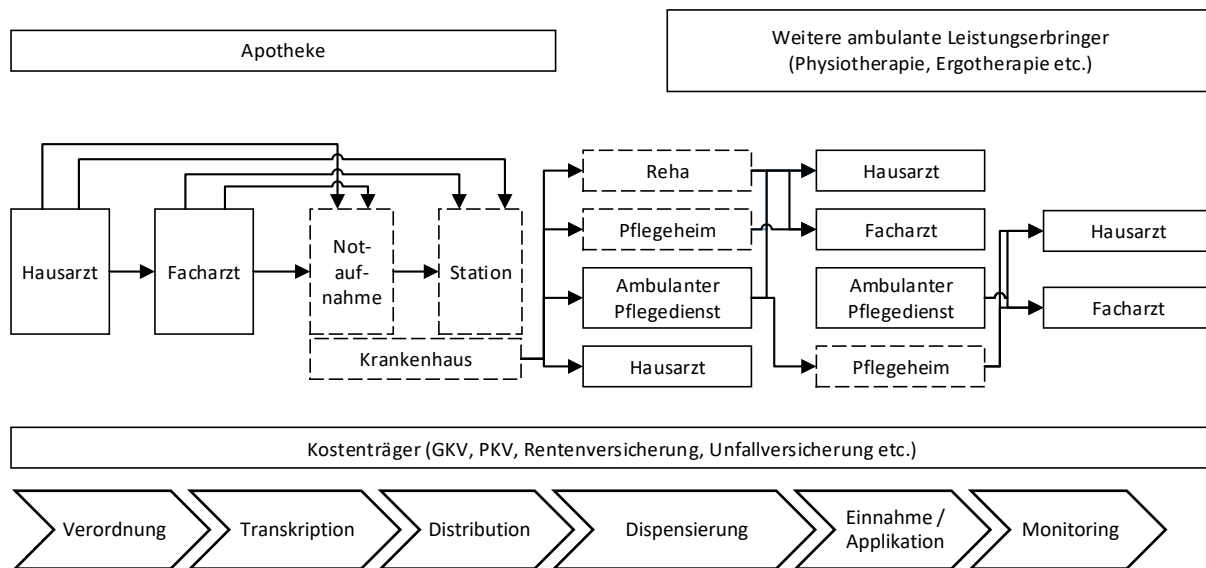 Apotheke
Weitere ambulante Leistungserbringer
(Physiotherapie, Ergotherapie etc.)
Hausarzt
Facharzt
Not-
auf-
nahme
Station
Krankenhaus
Reha
Pflegeheim
Ambulanter
Pflegedienst
Hausarzt
Hausarzt
Facharzt
Ambulanter
Pflegedienst
Pflegeheim
Hausarzt
Facharzt
Kostenträger (GKV, PKV, Rentenversicherung, Unfallversicherung etc.)
Verordnung
Transkription
Distribution
Dispensierung
Einnahme /
Applikation
Monitoring